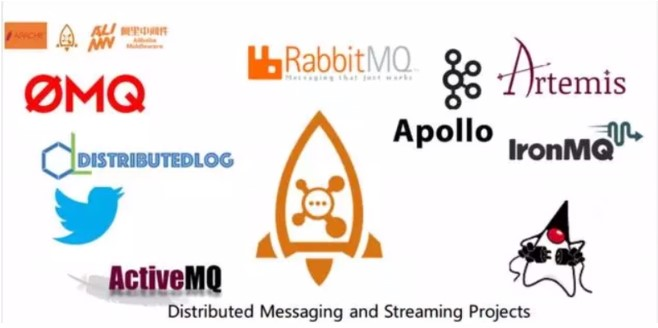 APACHE
阿里中间件
Alibaba Middleware
RabbitMQ
Messaging that just works
Artemis
ØMQ
Apollo
IronMQ
DISTRIBUTEDLOG
ActiveMQ
Distributed Messaging and Streaming Projects